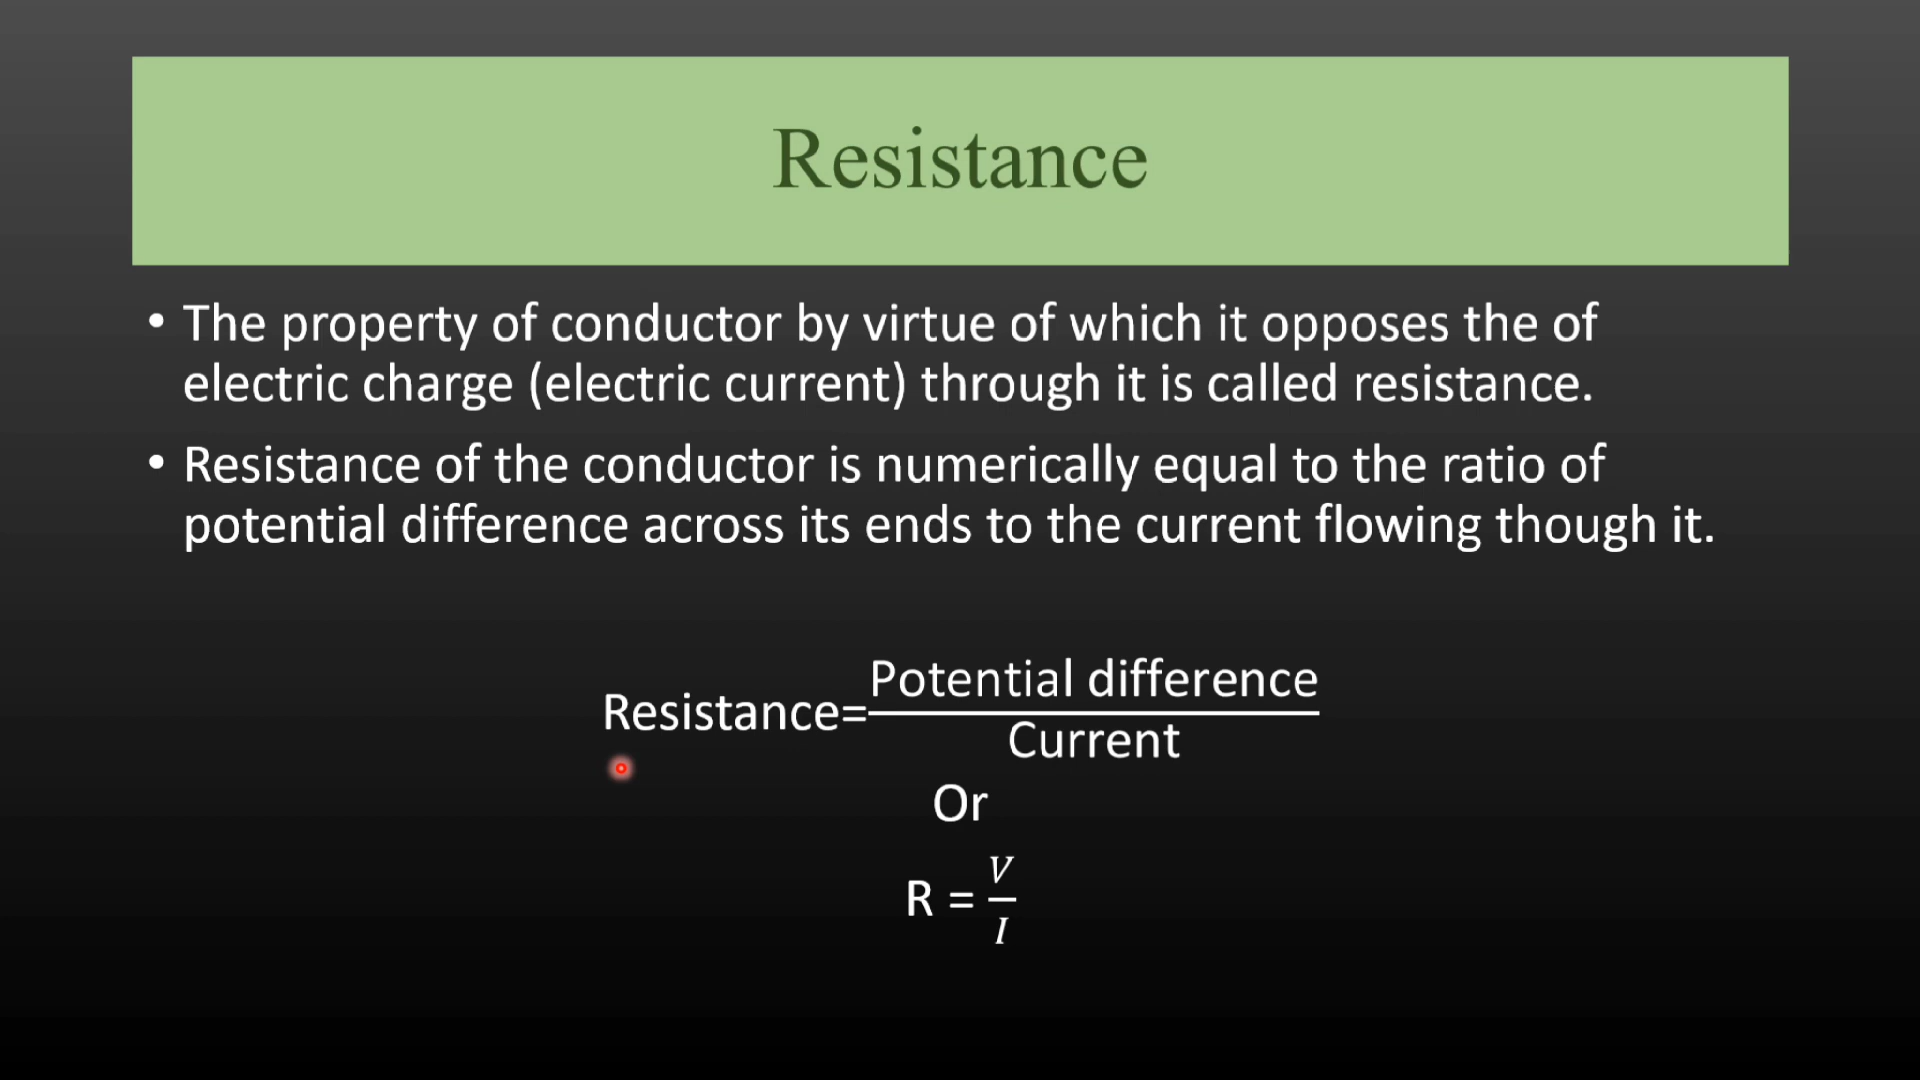 Resistance
• The property of conductor by virtue of which it opposes the of
electric charge (electric current) through it is called resistance.
• Resistance of the conductor is numerically equal to the ratio of
potential difference across its ends to the current flowing though it.
Resistance=Potential difference/Current
Or
R = V/I